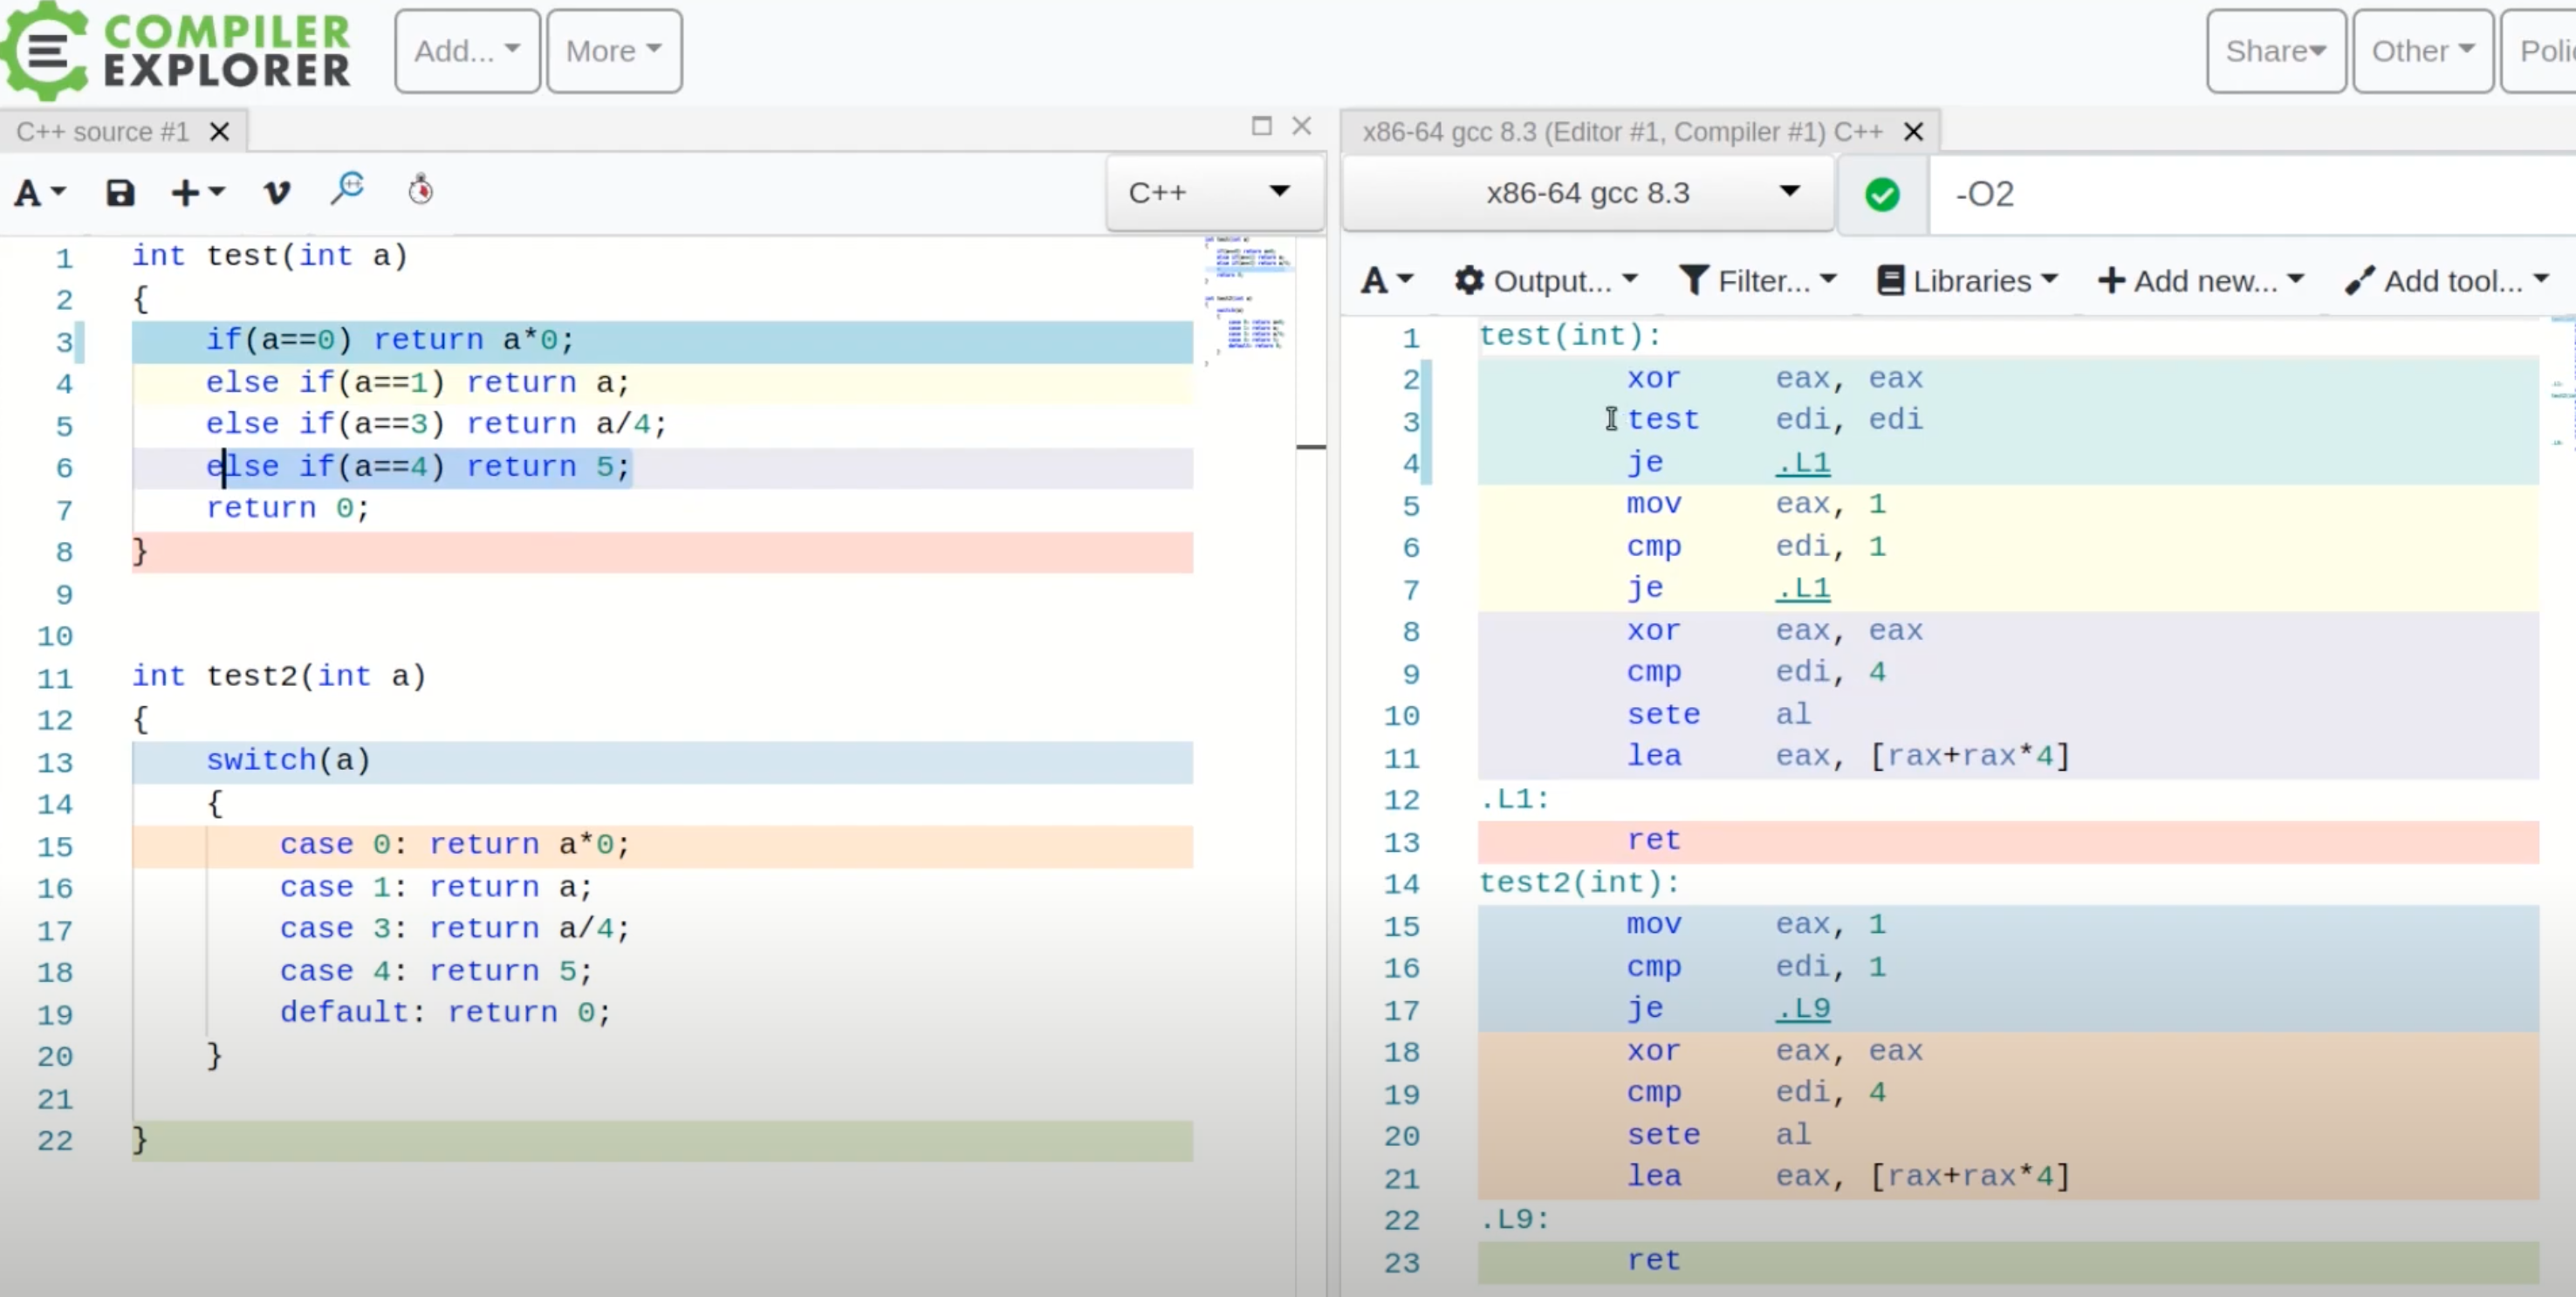 COMPILER
EXPLORER
Add...
More
Share
Other
C++ source #1
x86-64 gcc 8.3 (Editor #1, Compiler #1) C++
A
C++
x86-64 gcc 8.3
-O2
A
Output...
Filter...
Libraries
Add new...
Add tool...
1 int test(int a)
2 {
3 if(a==0) return a*0;
4 else if(a==1) return a;
5 else if(a==3) return a/4;
6 else if(a==4) return 5;
7 return 0;
8 }
9
10
11 int test2(int a)
12 {
13 switch(a)
14 {
15 case 0: return a*0;
16 case 1: return a;
17 case 3: return a/4;
18 case 4: return 5;
19 default: return 0;
20 }
21
22 }
1 test(int):
2 xor eax, eax
3 test edi, edi
4 je .L1
5 mov eax, 1
6 cmp edi, 1
7 je .L1
8 xor eax, eax
9 cmp edi, 4
10 sete al
11 lea eax, [rax+rax*4]
12 .L1:
13 ret
14 test2(int):
15 mov eax, 1
16 cmp edi, 1
17 je .L9
18 xor eax, eax
19 cmp edi, 4
20 sete al
21 lea eax, [rax+rax*4]
22 .L9:
23 ret